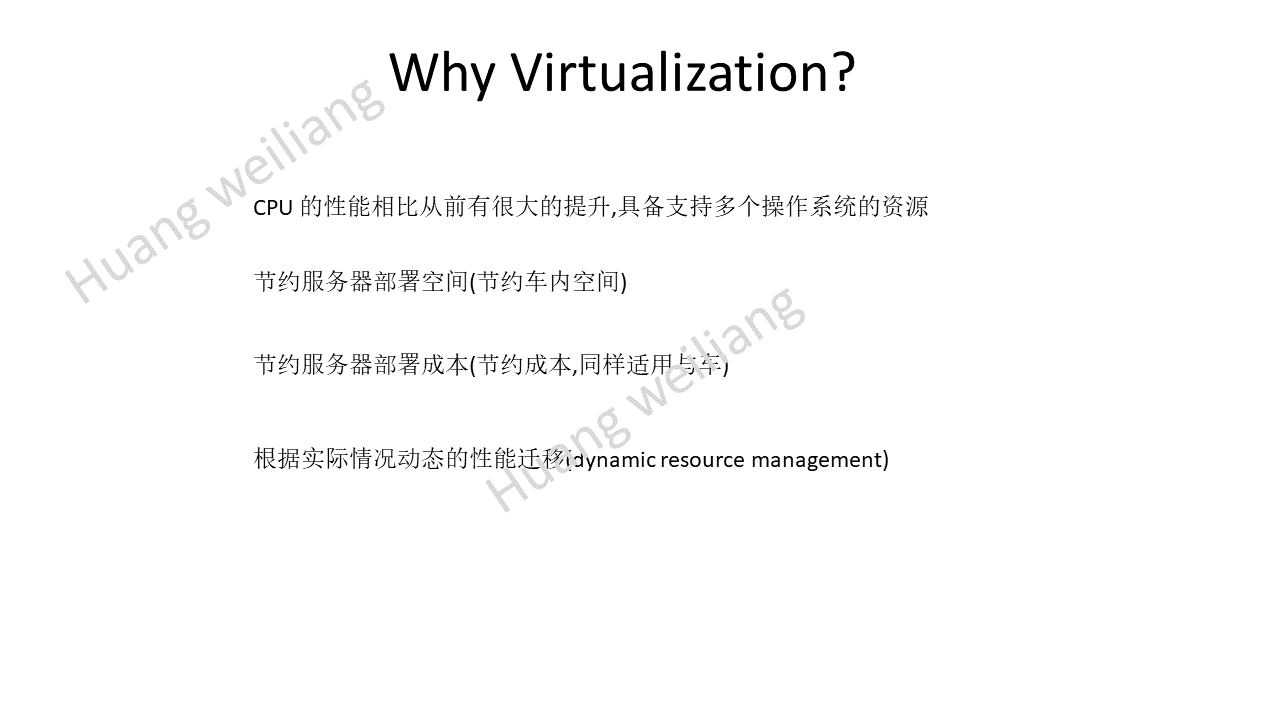 Why Virtualization?
Huang weiliang
CPU 的性能相比从前有很大的提升,具备支持多个操作系统的资源
节约服务器部署空间(节约车内空间)
节约服务器部署成本(节约成本,同样适用与车)
Huang weiliang
根据实际情况动态的性能迁移(dynamic resource management)